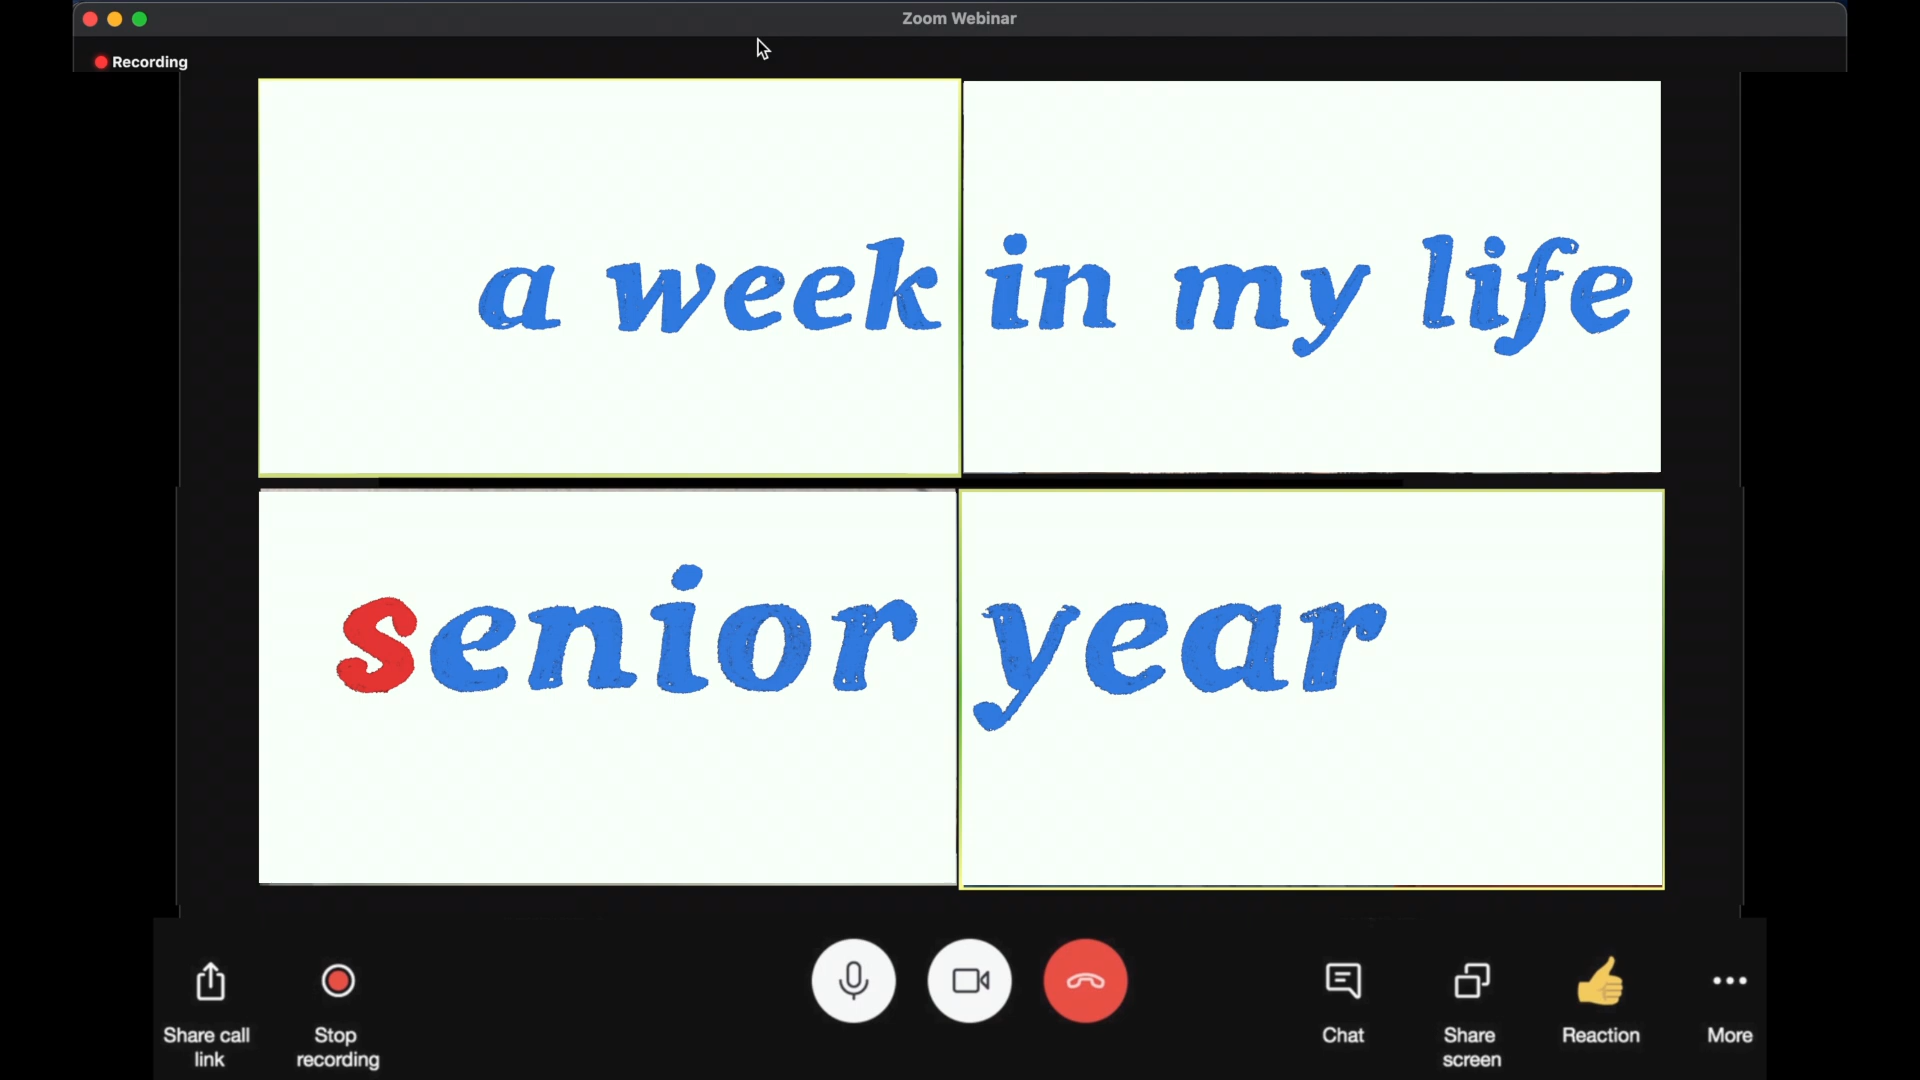 Zoom Webinar
Recording
a week in my life
senior year
Share call link
Stop recording
Chat
Share screen
Reaction
More